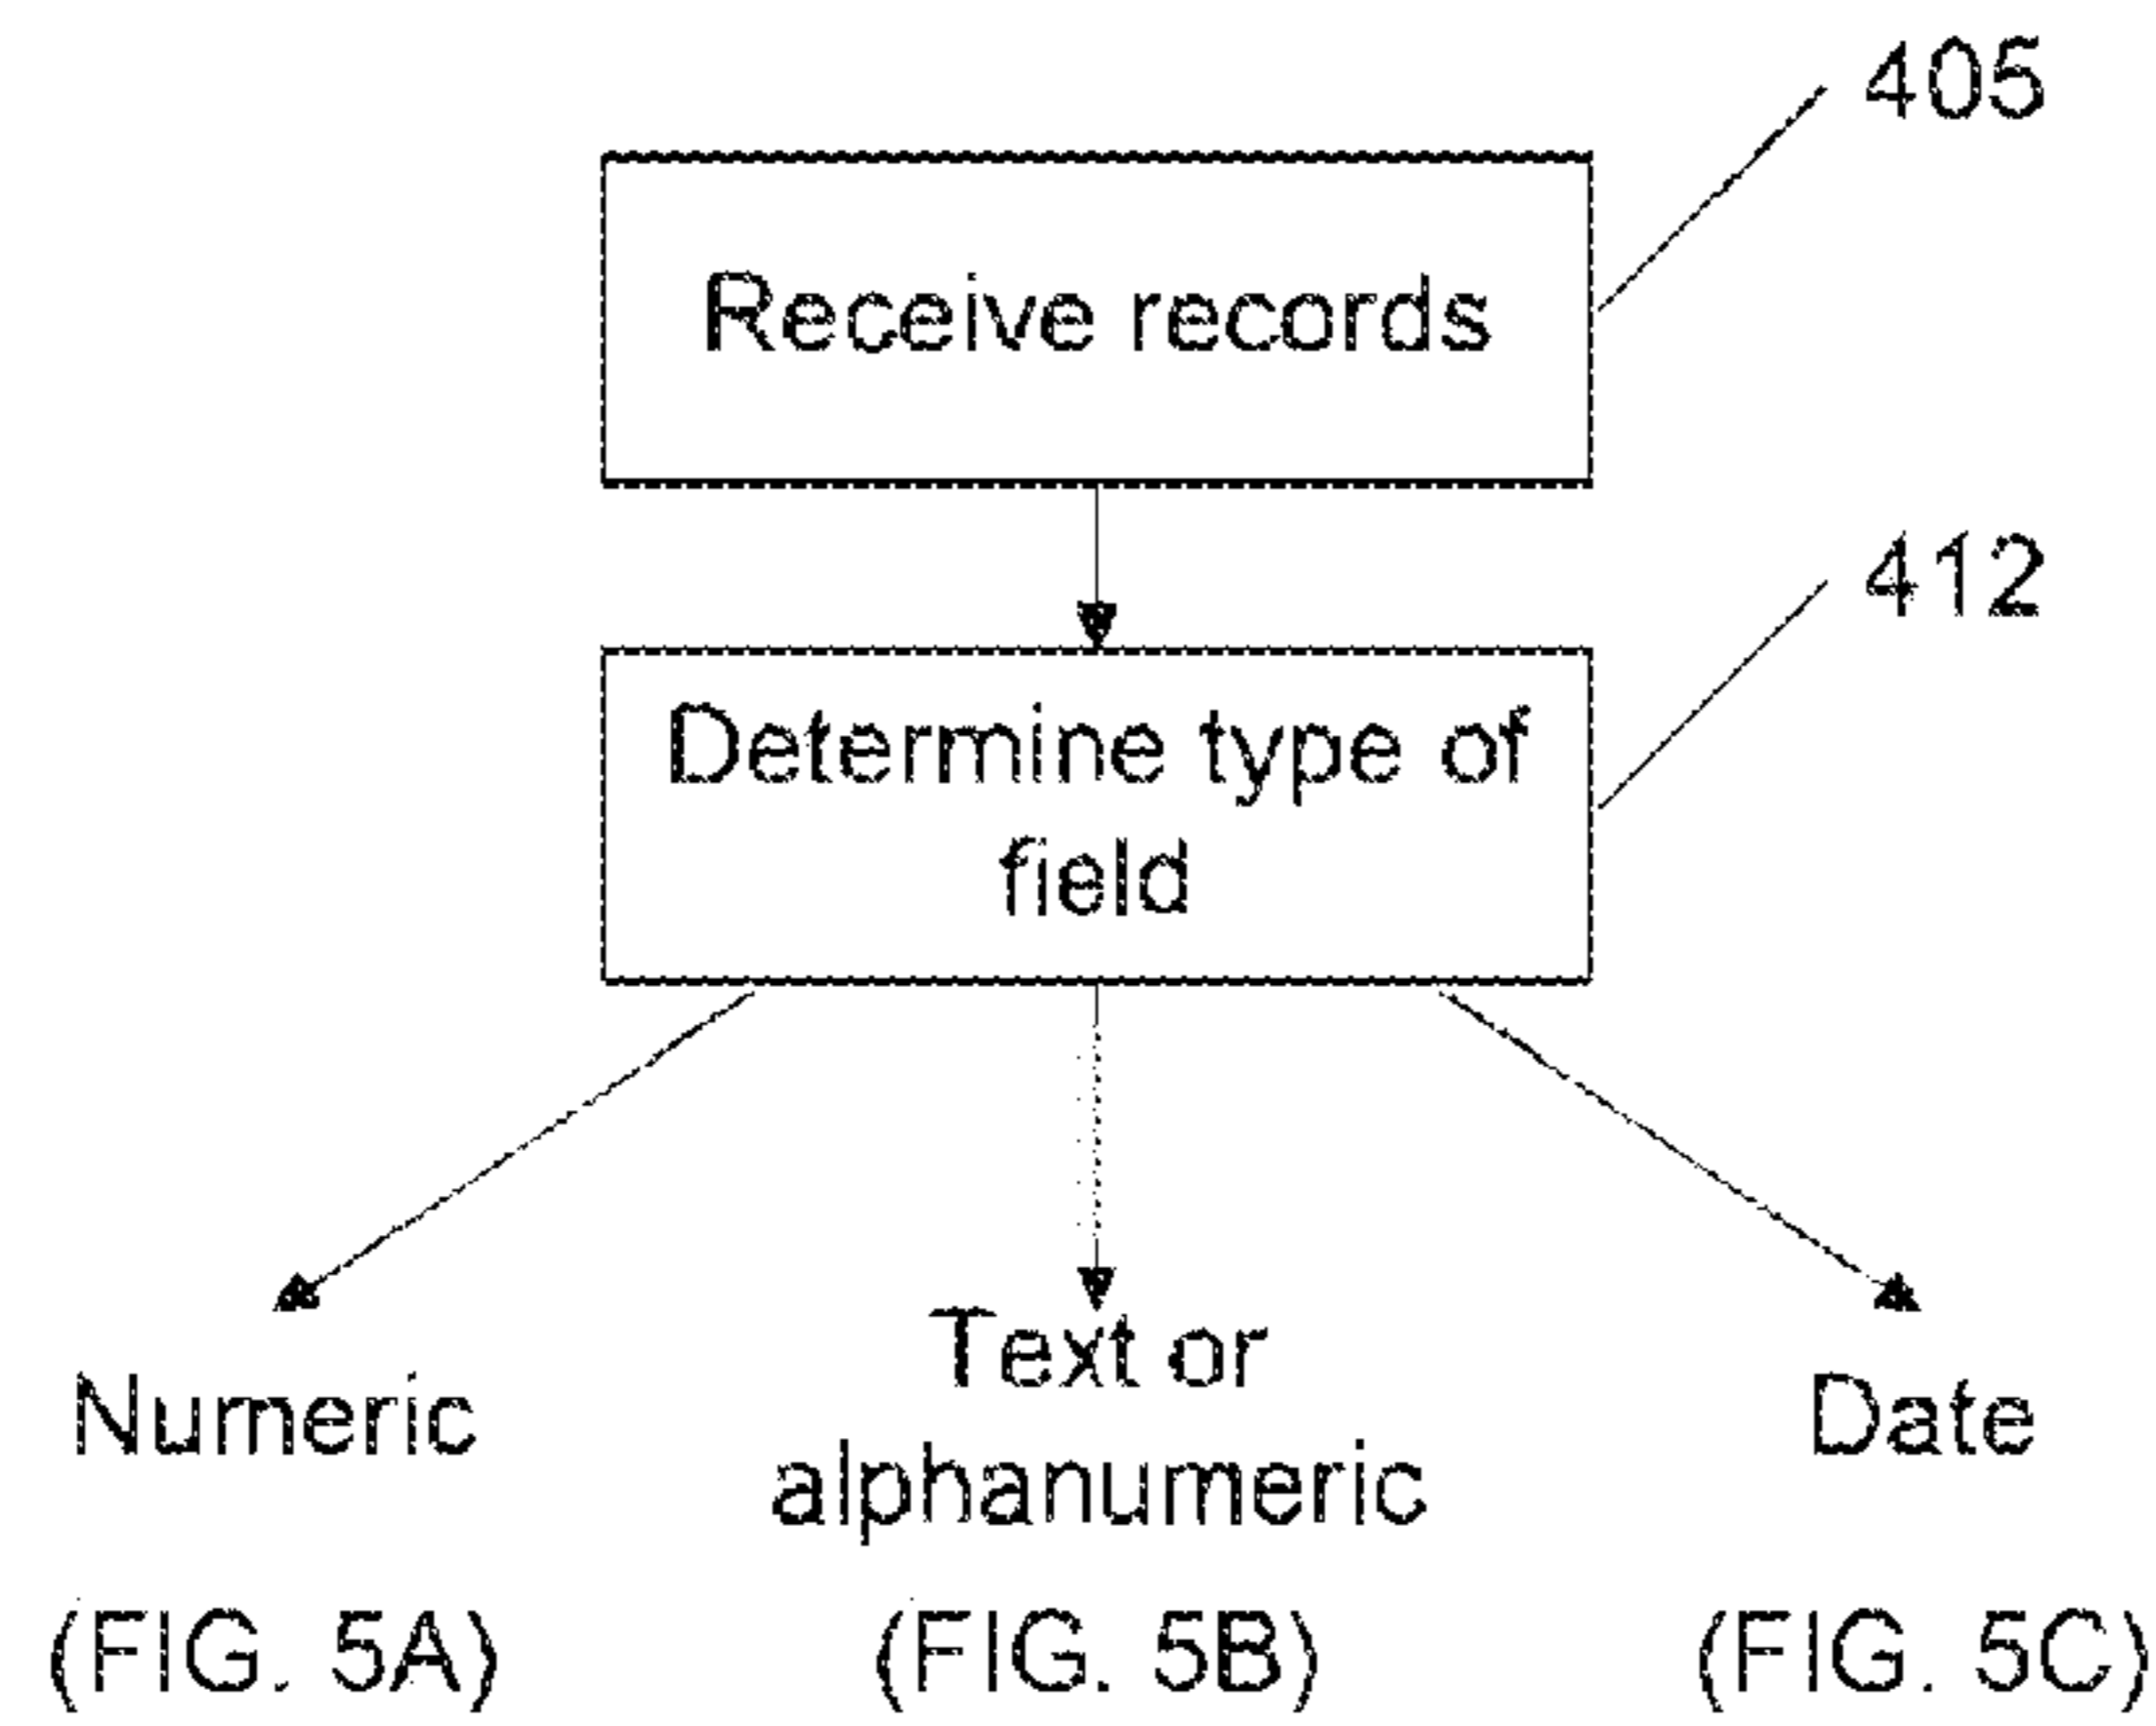 405
Receive records
412
Determine type of
field
Numeric
Text or
alphanumeric
Date
(FIG. 5A)
(FIG. 5B)
(FIG. 5C)